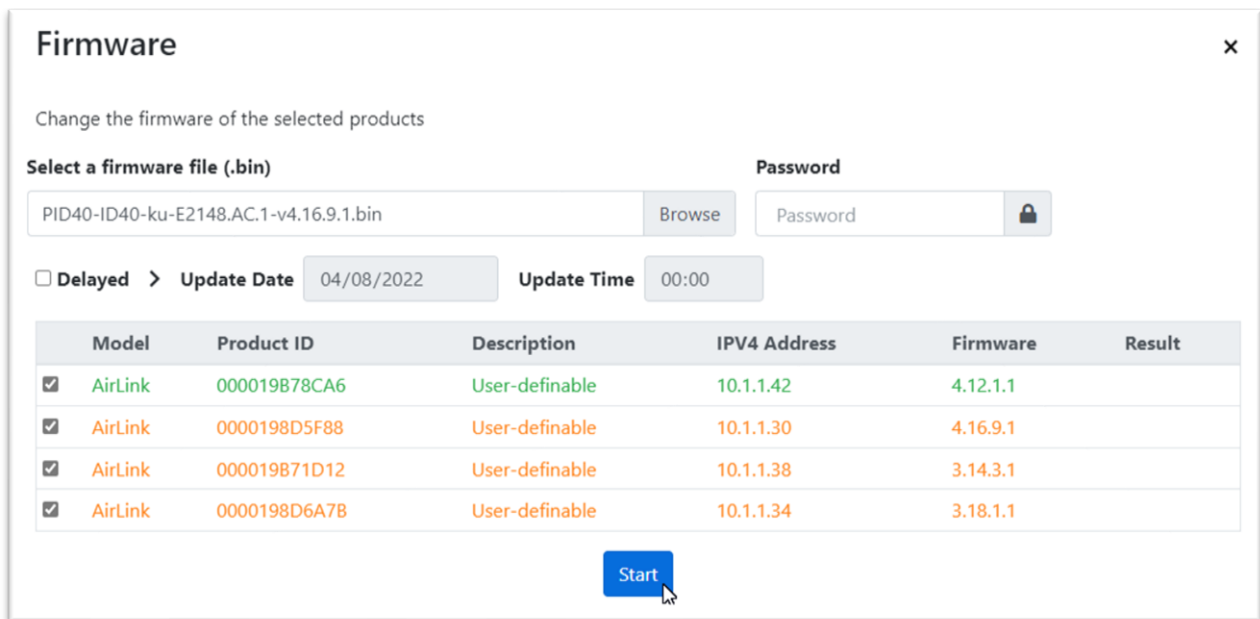 Firmware
×
Change the firmware of the selected products
Select a firmware file (.bin) Password
PID40-ID40-ku-E2148.AC.1-v4.16.9.1.bin Browse Password
Delayed > Update Date 04/08/2022 Update Time 00:00
Model Product ID Description IPV4 Address Firmware Result
AirLink 000019B78CA6 User-definable 10.1.1.42 4.12.1.1
AirLink 0000198D5F88 User-definable 10.1.1.30 4.16.9.1
AirLink 000019B71D12 User-definable 10.1.1.38 3.14.3.1
AirLink 0000198D6A7B User-definable 10.1.1.34 3.18.1.1
Start